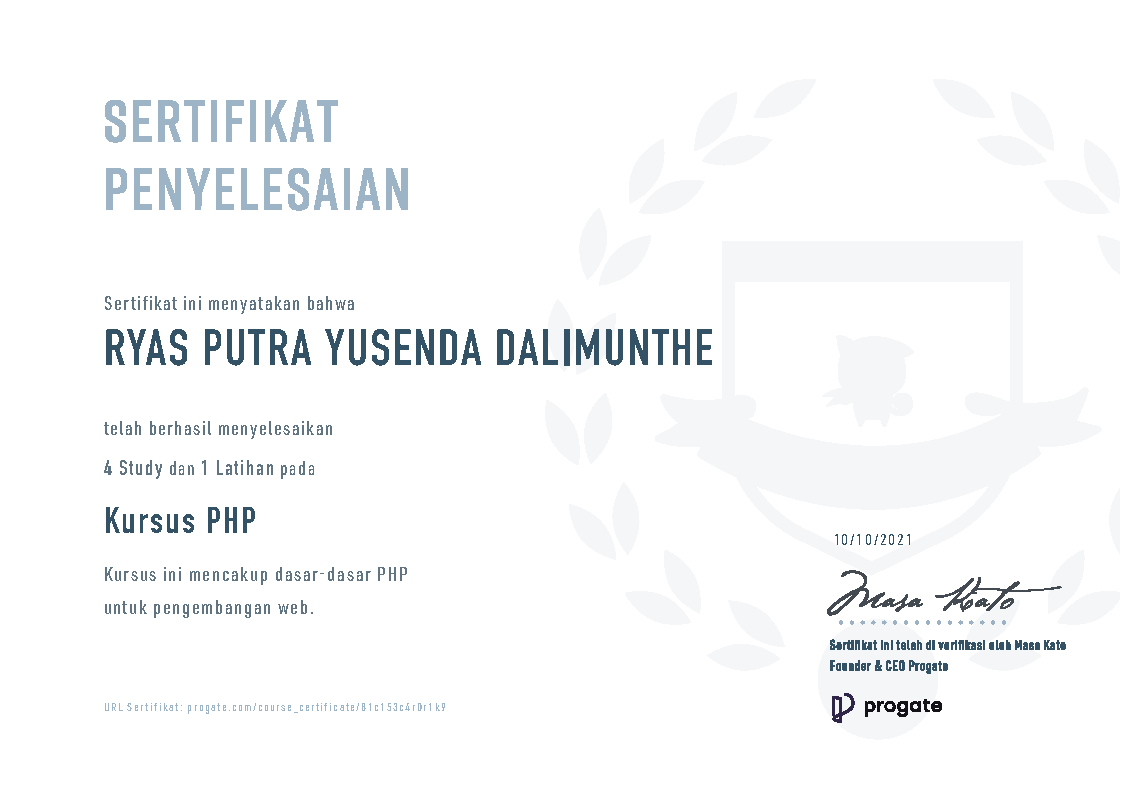 SERTIFIKAT
PENYELESAIAN
Sertifikat ini menyatakan bahwa
RYAS PUTRA YUSENDA DALIMUNTHE
telah berhasil menyelesaikan
4 Study dan 1 Latihan pada
Kursus PHP
Kursus ini mencakup dasar-dasar PHP
untuk pengembangan web.
10/10/2021
Masa Kato
Sertifikat ini telah di verifikasi oleh Masa Kato
Founder & CEO Progate
URL Sertifikat: progate.com/course_certificate/81c153c4r0r1k9
progate